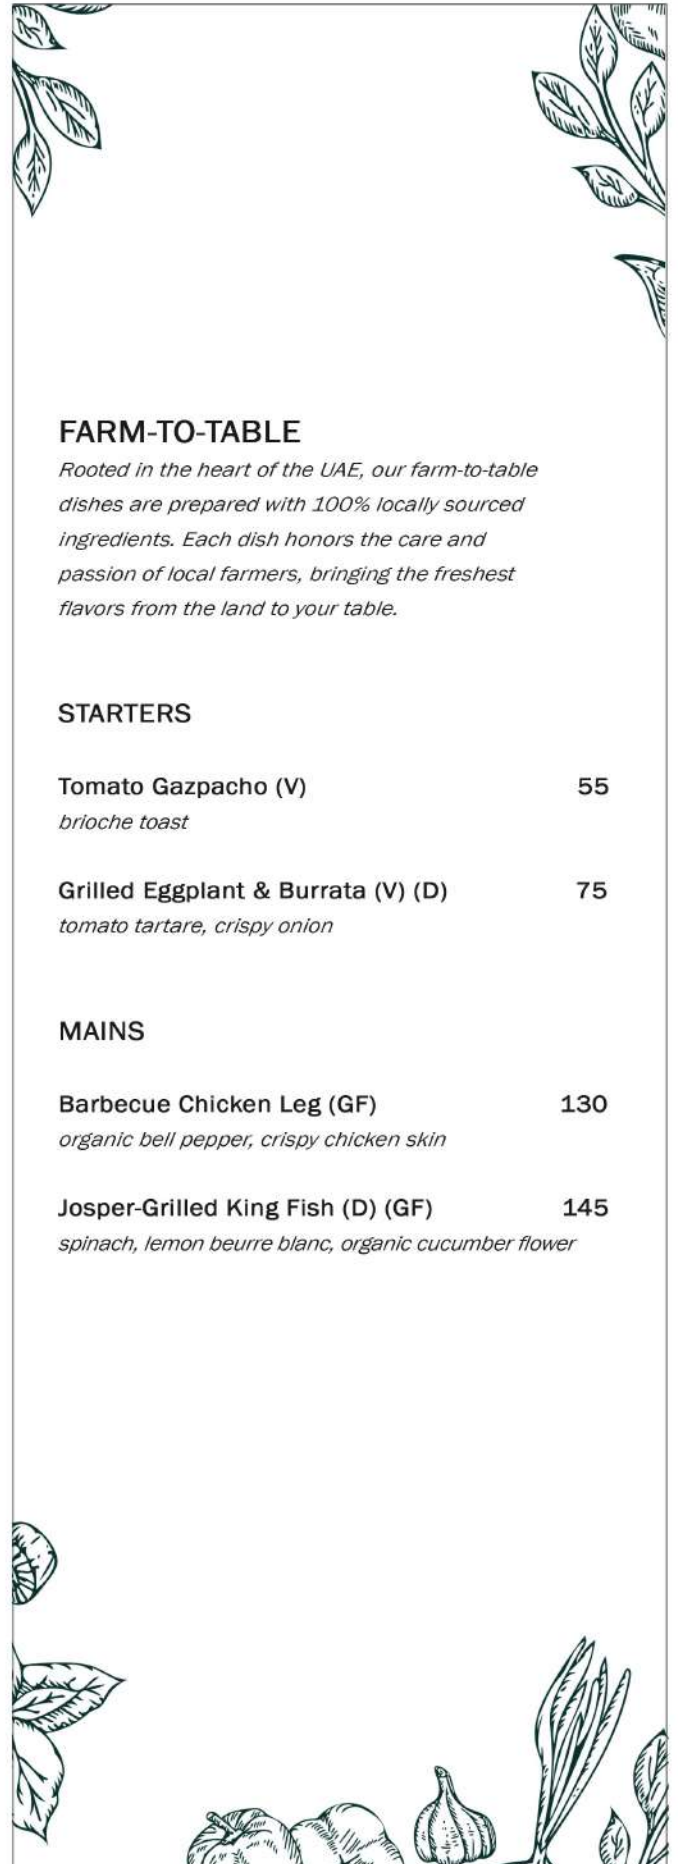 FARM-TO-TABLE
Rooted in the heart of the UAE, our farm-to-table
dishes are prepared with 100% locally sourced
ingredients. Each dish honors the care and
passion of local farmers, bringing the freshest
flavors from the land to your table.
STARTERS
Tomato Gazpacho (V) 55
brioche toast
Grilled Eggplant & Burrata (V) (D) 75
tomato tartare, crispy onion
MAINS
Barbecue Chicken Leg (GF) 130
organic bell pepper, crispy chicken skin
Josper-Grilled King Fish (D) (GF) 145
spinach, lemon beurre blanc, organic cucumber flower